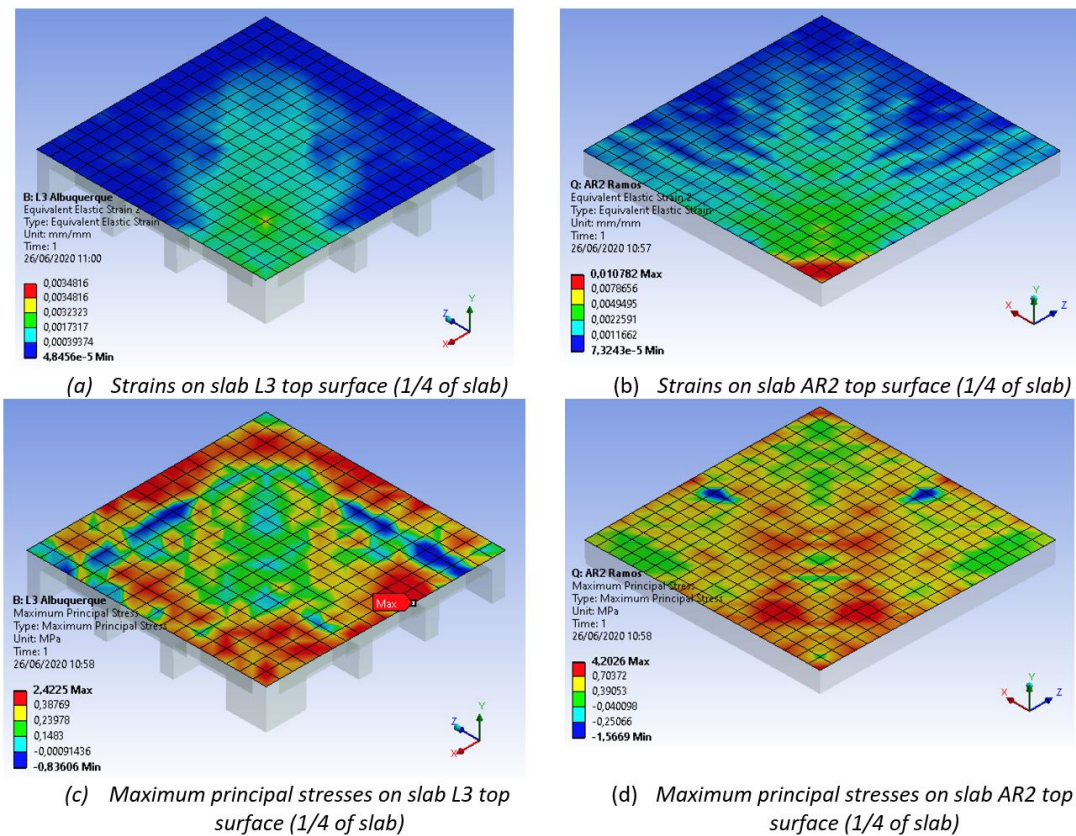 B: L3 Albuquerque
Equivalent Elastic Strain 2
Type: Equivalent Elastic Strain
Unit: mm/mm
Time: 1
26/06/2020 11:00
0,0034816
0,0034816
0,0032323
0,0017317
0,00039374
4,8456e-5 Min
Y
Z
X
(a) Strains on slab L3 top surface (1/4 of slab)
Q: AR2 Ramos
Equivalent Elastic Strain 2
Type: Equivalent Elastic Strain
Unit: mm/mm
Time: 1
26/06/2020 10:57
0,010782 Max
0,0078656
0,0049495
0,0022591
0,0011662
7,3243e-5 Min
Y
X
Z
(b) Strains on slab AR2 top surface (1/4 of slab)
B: L3 Albuquerque
Maximum Principal Stress
Type: Maximum Principal Stress
Unit: MPa
Time: 1
26/06/2020 10:58
2,4225 Max
0,38769
0,23978
0,1483
-0,00091436
-0,83606 Min
Max
Y
Z
X
(c) Maximum principal stresses on slab L3 top
surface (1/4 of slab)
Q: AR2 Ramos
Maximum Principal Stress
Type: Maximum Principal Stress
Unit: MPa
Time: 1
26/06/2020 10:58
4,2026 Max
0,70372
0,39053
-0,040098
-0,25066
-1,5669 Min
Y
X
Z
(d) Maximum principal stresses on slab AR2 top
surface (1/4 of slab)